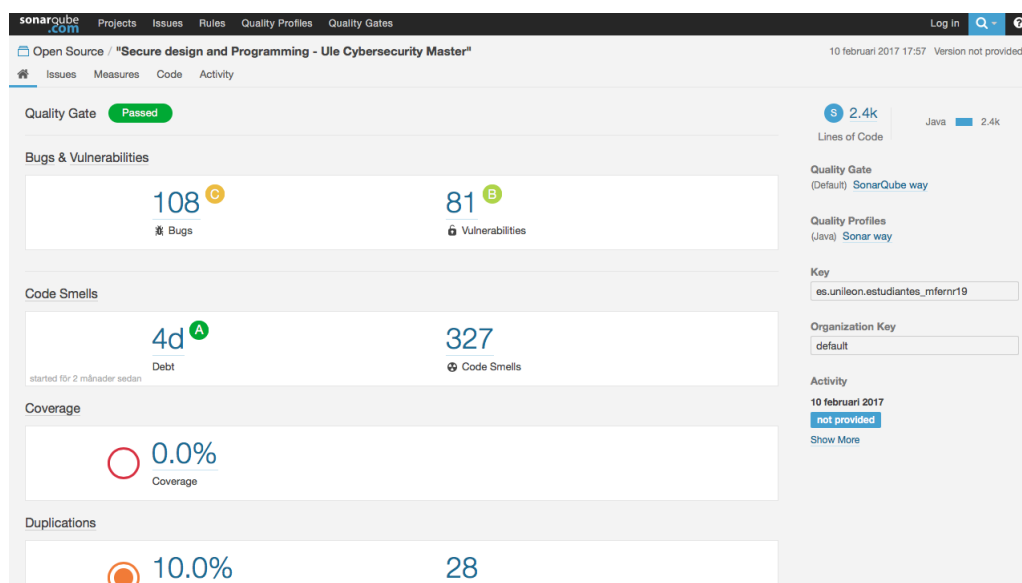 sonarqube .com Projects Issues Rules Quality Profiles Quality Gates Log in ?
Open Source / "Secure design and Programming - Ule Cybersecurity Master" 10 februari 2017 17:57 Version not provided
Issues Measures Code Activity
Quality Gate Passed
Bugs & Vulnerabilities
108 C
Bugs
81 B
Vulnerabilities
Code Smells
4d A
Debt
started för 2 månader sedan
327
Code Smells
Coverage
0.0%
Coverage
Duplications
10.0%
28
S 2.4k
Lines of Code
Java 2.4k
Quality Gate
(Default) SonarQube way
Quality Profiles
(Java) Sonar way
Key
es.unileon.estudiantes_mfernr19
Organization Key
default
Activity
10 februari 2017
not provided
Show More